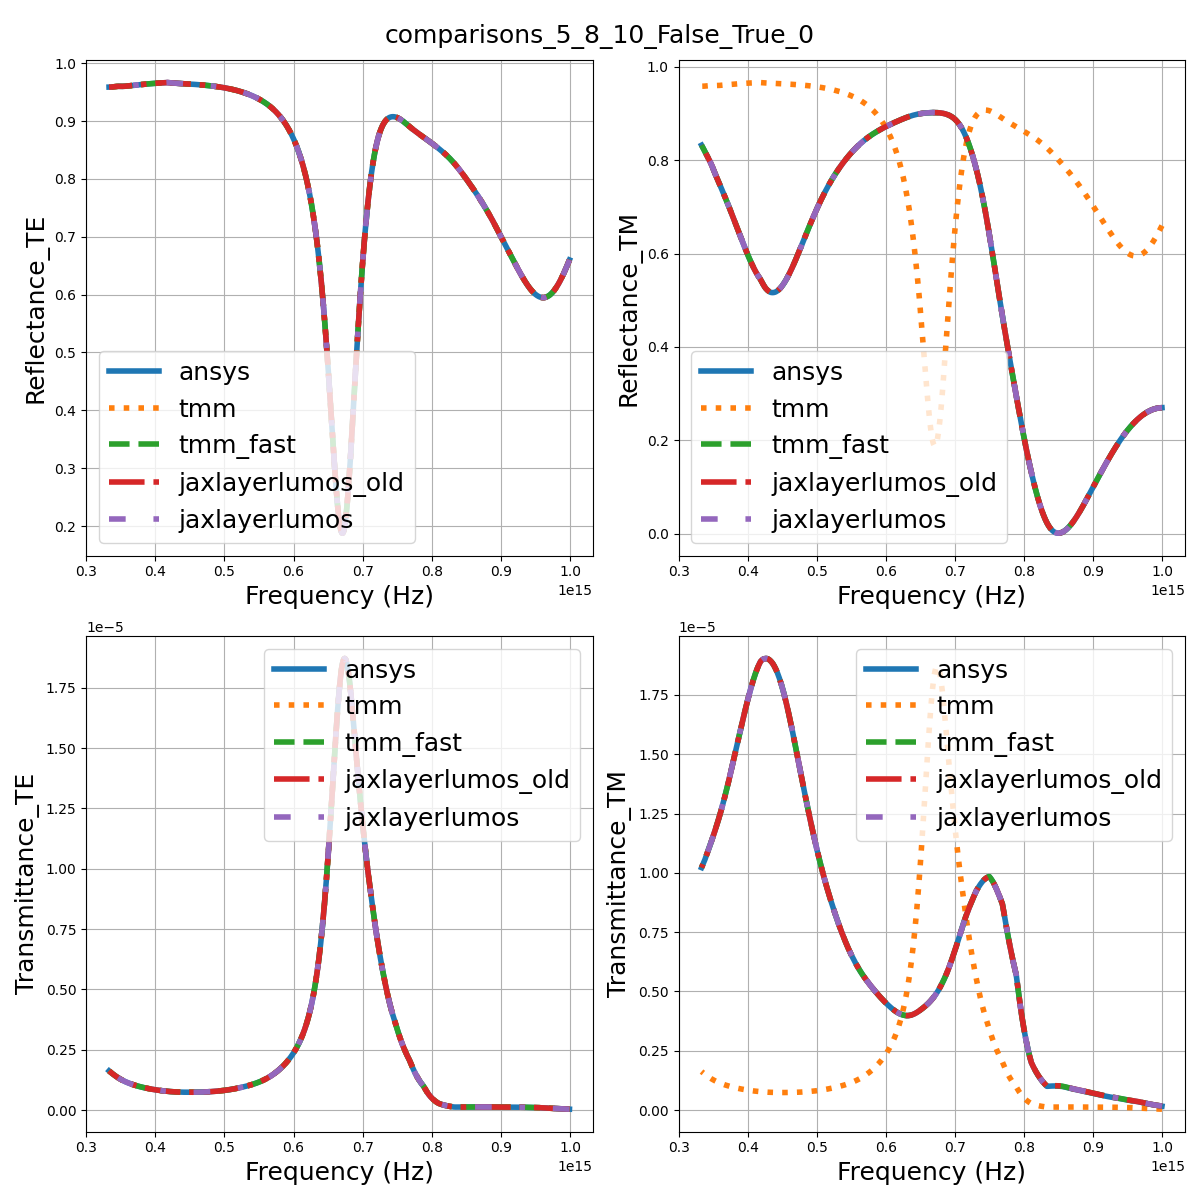 comparisons_5_8_10_False_True_0
1.0
0.9
0.8
0.7
0.6
0.5
0.4
0.3
0.2
Reflectance_TE
ansys
tmm
tmm_fast
jaxlayerlumos_old
jaxlayerlumos
0.3 0.4 0.5 0.6 0.7 0.8 0.9 1.0
1e15
Frequency (Hz)
1.0
0.8
0.6
0.4
0.2
0.0
Reflectance_TM
ansys
tmm
tmm_fast
jaxlayerlumos_old
jaxlayerlumos
0.3 0.4 0.5 0.6 0.7 0.8 0.9 1.0
1e15
Frequency (Hz)
1e−5
1.75
1.50
1.25
1.00
0.75
0.50
0.25
0.00
Transmittance_TE
ansys
tmm
tmm_fast
jaxlayerlumos_old
jaxlayerlumos
0.3 0.4 0.5 0.6 0.7 0.8 0.9 1.0
1e15
Frequency (Hz)
1e−5
1.75
1.50
1.25
1.00
0.75
0.50
0.25
0.00
Transmittance_TM
ansys
tmm
tmm_fast
jaxlayerlumos_old
jaxlayerlumos
0.3 0.4 0.5 0.6 0.7 0.8 0.9 1.0
1e15
Frequency (Hz)